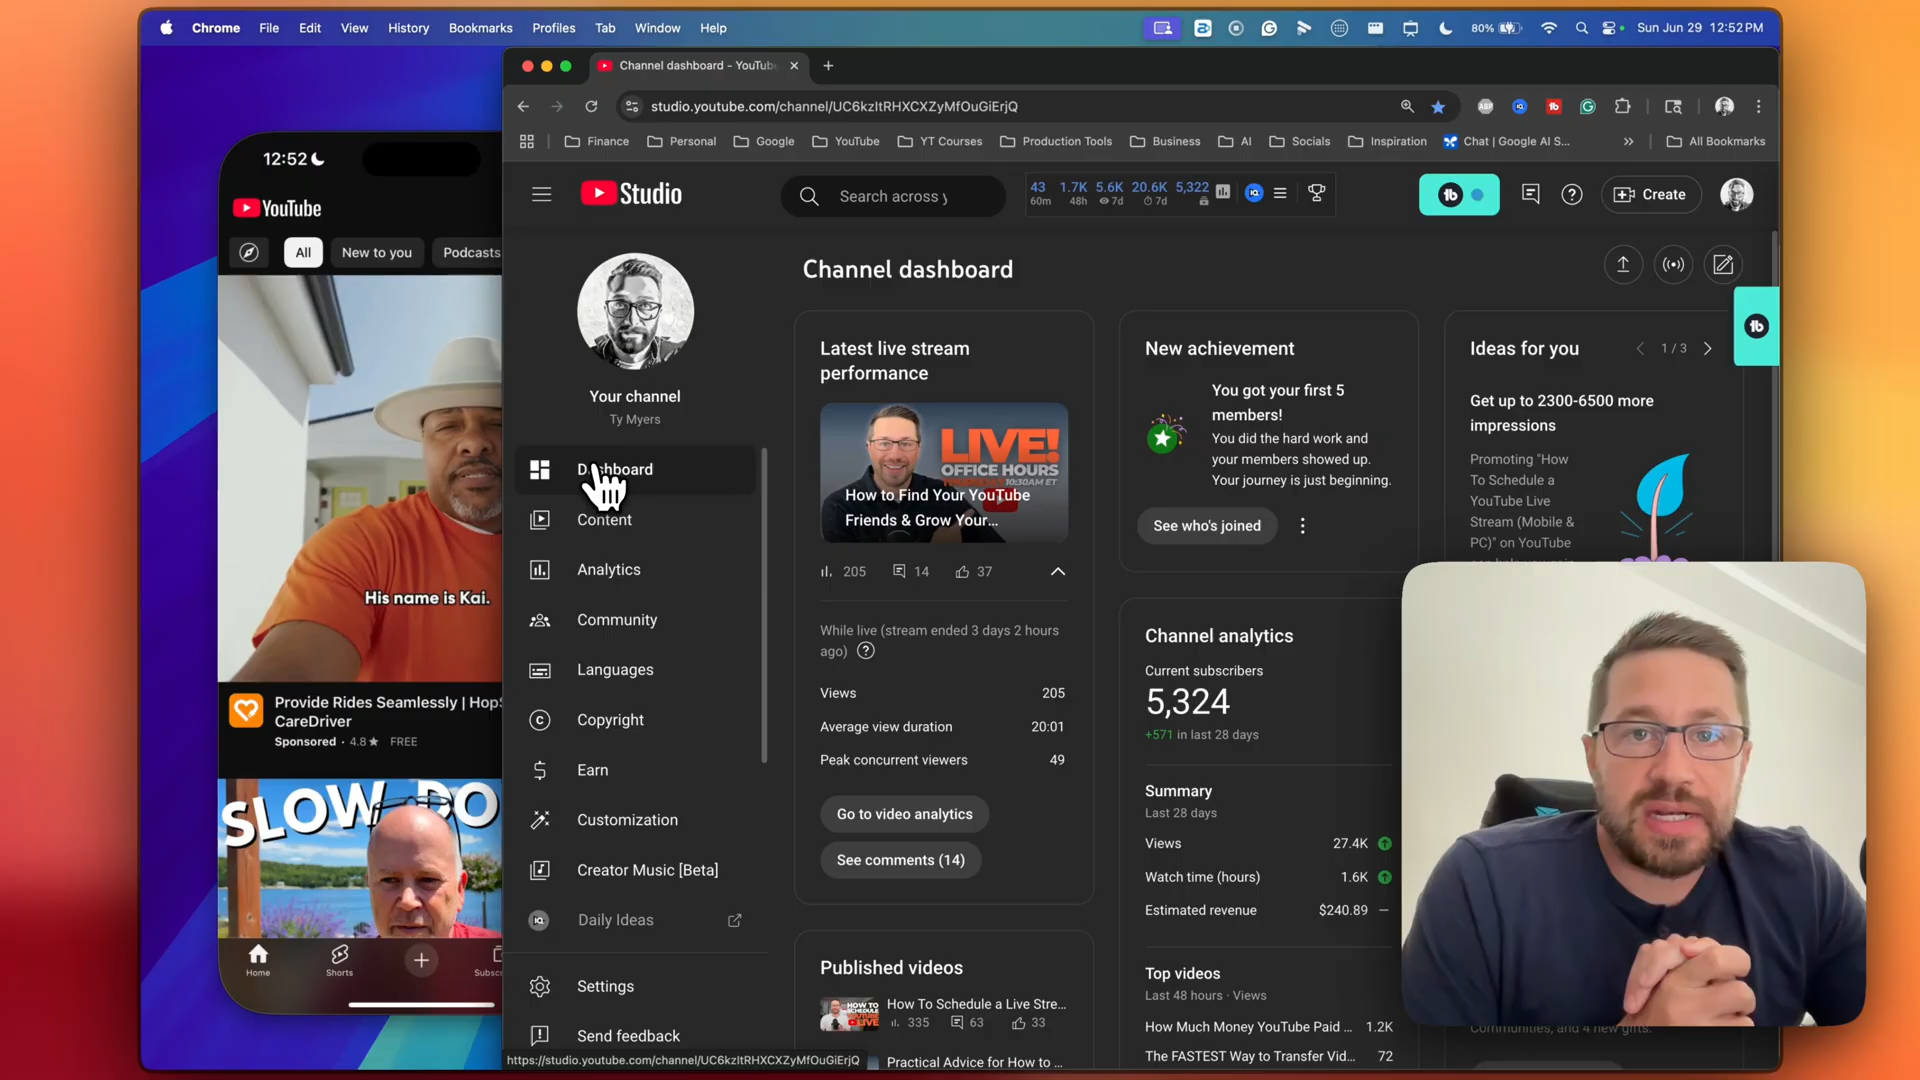 Chrome File Edit View History Bookmarks Profiles Tab Window Help
80% Sun Jun 29 12:52 PM
Channel dashboard - YouTub
studio.youtube.com/channel/UC6kzItRHXCXZyMfOuGiErjQ
Finance Personal Google YouTube YT Courses Production Tools Business AI Socials Inspiration Chat | Google AI S... » All Bookmarks
12:52
YouTube
All New to you Podcasts
His name is Kai.
Provide Rides Seamlessly | Hop
CareDriver
Sponsored · 4.8★ FREE
SLOW DO
Home Shorts Subsc
Studio
Search across y
43 1.7K 5.6K 20.6K 5,322
60m 48h 7d 7d
Create
Your channel
Ty Myers
Dashboard
Content
Analytics
Community
Languages
Copyright
Earn
Customization
Creator Music [Beta]
Daily Ideas
Settings
Send feedback
https://studio.youtube.com/channel/UC6kzItRHXCXZyMfOuGiErjQ
Channel dashboard
Latest live stream
performance
LIVE!
OFFICE HOURS
10:30AM ET
How to Find Your YouTube
Friends & Grow Your...
205 14 37
While live (stream ended 3 days 2 hours
ago)
Views 205
Average view duration 20:01
Peak concurrent viewers 49
Go to video analytics
See comments (14)
Published videos
How To Schedule a Live Stre...
335 63 33
Practical Advice for How to ...
New achievement
You got your first 5
members!
You did the hard work and
your members showed up.
Your journey is just beginning.
See who's joined
Channel analytics
Current subscribers
5,324
+571 in last 28 days
Summary
Last 28 days
Views 27.4K
Watch time (hours) 1.6K
Estimated revenue $240.89 —
Top videos
Last 48 hours · Views
How Much Money YouTube Paid ... 1.2K
The FASTEST Way to Transfer Vid... 72
Ideas for you 1 / 3
Get up to 2300-6500 more
impressions
Promoting "How
To Schedule a
YouTube Live
Stream (Mobile &
PC)" on YouTube
Communities, and 4 new gifts.